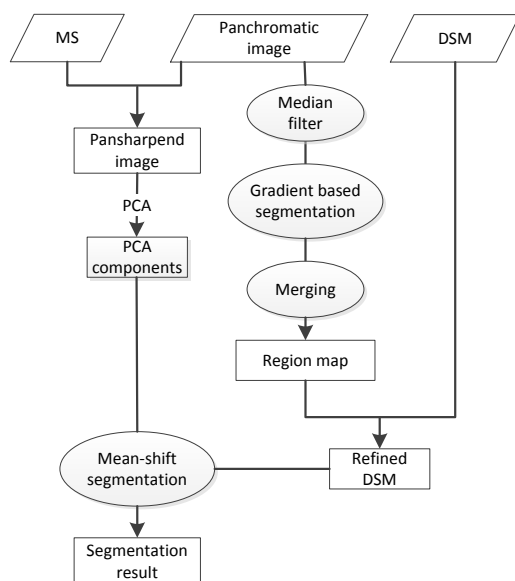 MS
Panchromatic
image
DSM
Median
filter
Pansharpend
image
Gradient based
segmentation
PCA
PCA
components
Merging
Region map
Mean-shift
segmentation
Refined
DSM
Segmentation
result